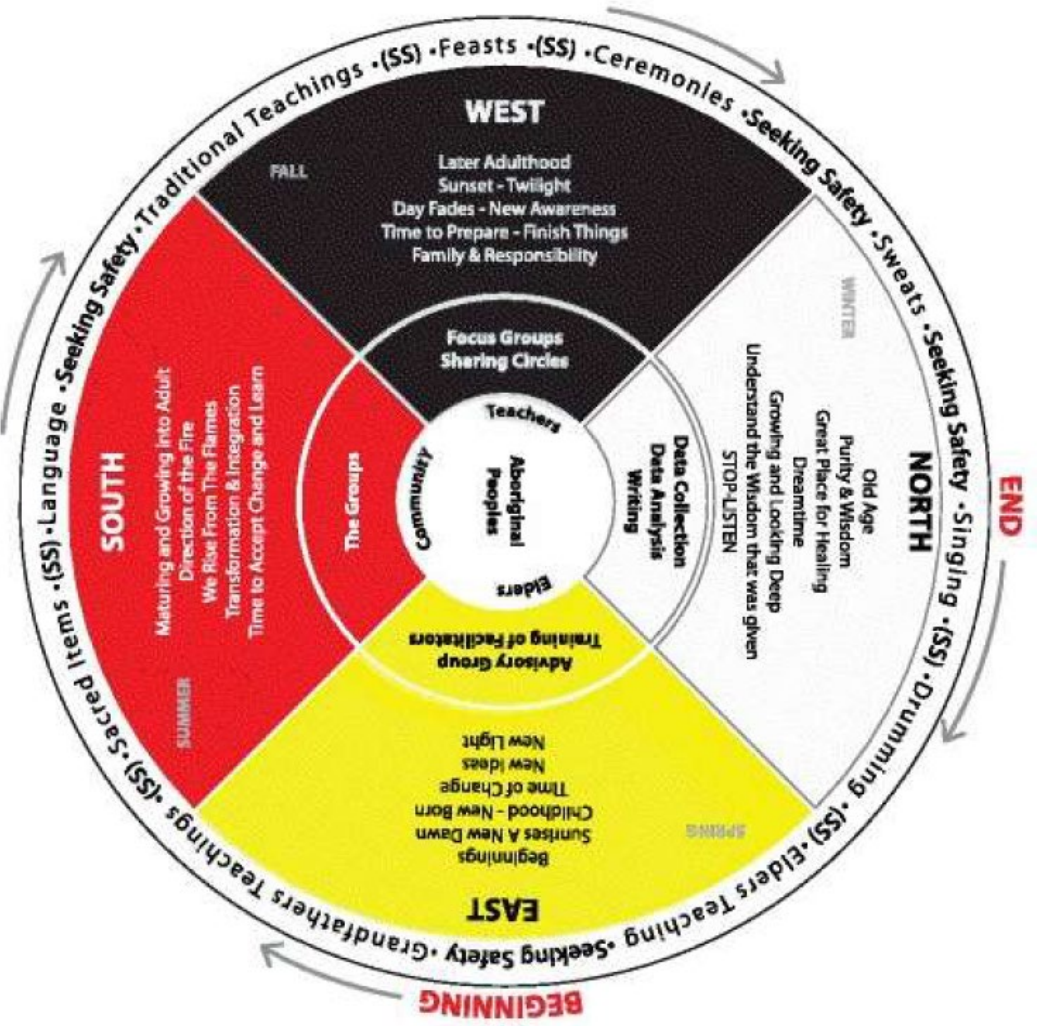 •Traditional Teachings •(SS) •Feasts •(SS) •Ceremonies •Seeking Safety •Sweats •Seeking Safety •Singing •(SS) •Drumming •(SS) •Elders Teaching •Seeking Safety •Grandfathers Teachings •(SS) •Sacred Items •(SS) •Language •Seeking Safety
WEST
FALL
Later Adulthood
Sunset - Twilight
Day Fades - New Awareness
Time to Prepare - Finish Things
Family & Responsibility
Focus Groups
Sharing Circles
END
NORTH
WINTER
Old Age
Purity & Wisdom
Great Place for Healing
Dreamtime
Growing and Looking Deep
Understand the Wisdom that was given
STOP-LISTEN
Data Collection
Data Analysis
Writing
BEGINNING
EAST
SPRING
Beginnings
Sunrises A New Dawn
Childhood - New Born
Time of Change
New Ideas
New Light
Advisory Group
Training of Facilitators
SOUTH
SUMMER
Maturing and Growing into Adult
Direction of the Fire
We Rise From The Flames
Transformation & Integration
Time to Accept Change and Learn
The Groups
Teachers
Community
Elders
Aboriginal
Peoples